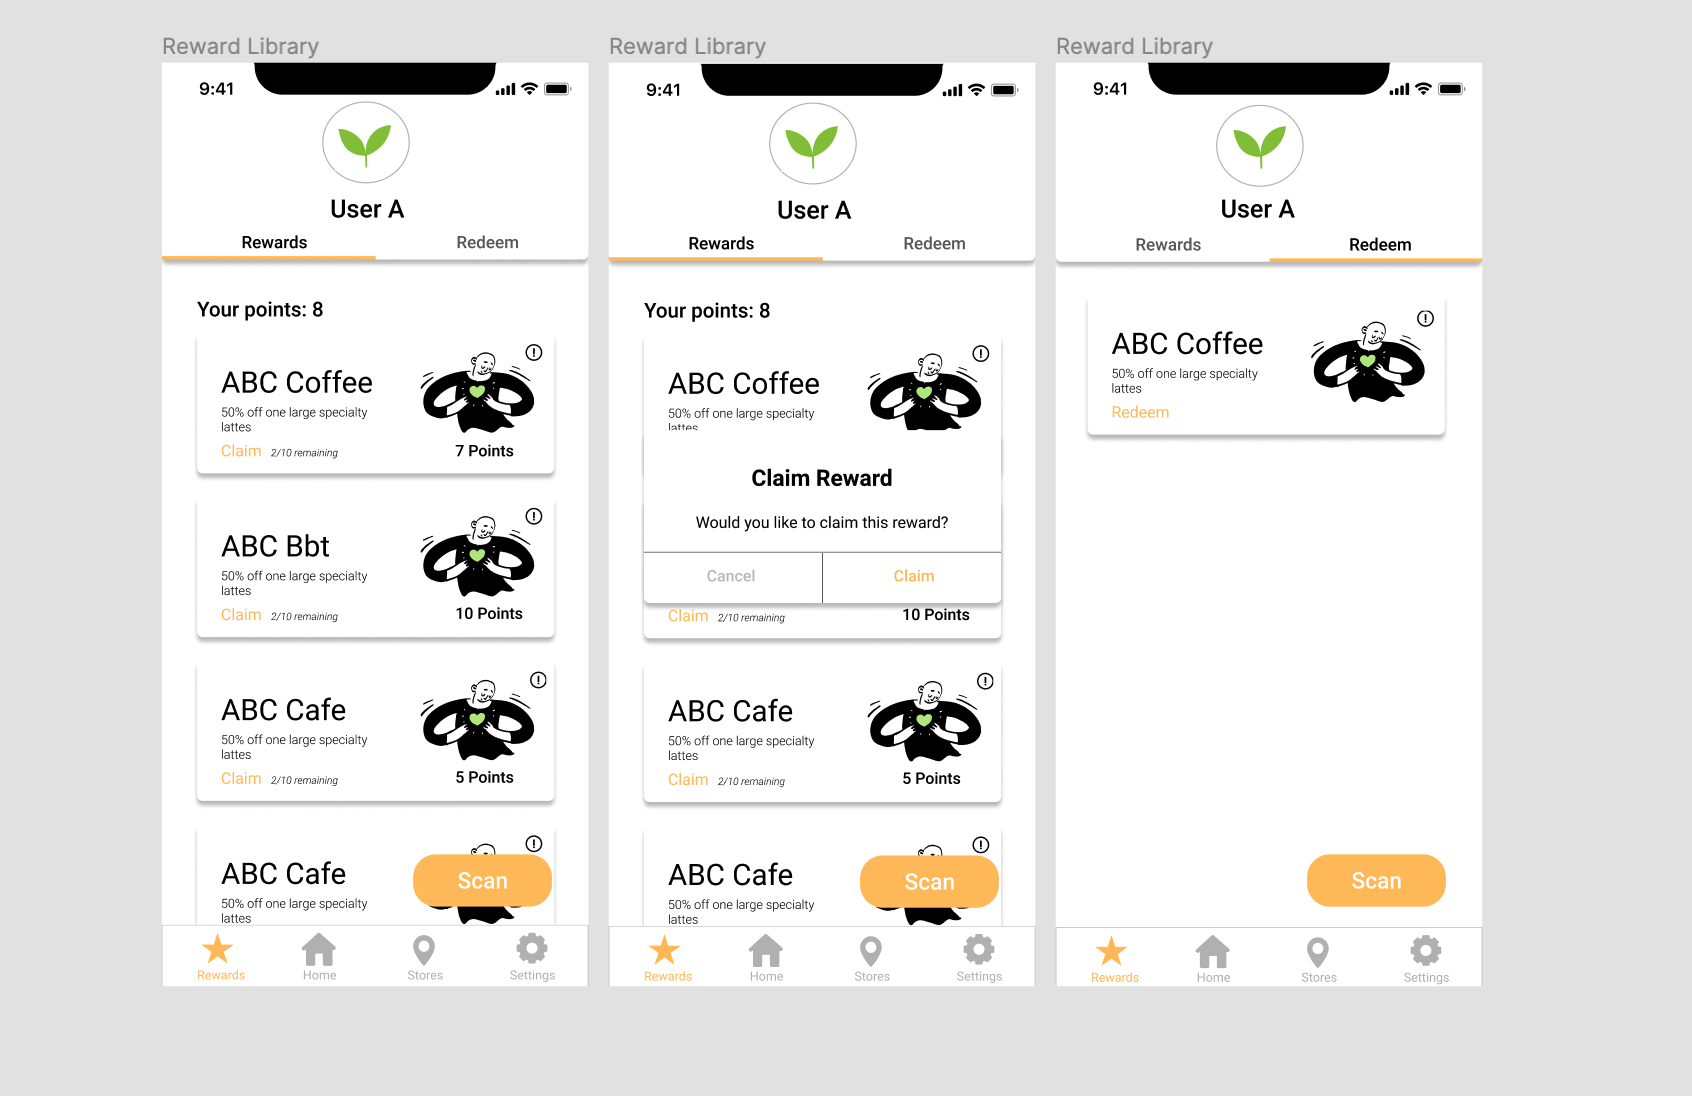 Reward Library
9:41
User A
Rewards
Redeem
Your points: 8
ABC Coffee
50% off one large specialty
lattes
Claim 2/10 remaining
7 Points
ABC Bbt
50% off one large specialty
lattes
Claim 2/10 remaining
10 Points
ABC Cafe
50% off one large specialty
lattes
Claim 2/10 remaining
5 Points
ABC Cafe
50% off one large specialty
lattes
Scan
Rewards
Home
Stores
Settings
Reward Library
9:41
User A
Rewards
Redeem
Your points: 8
ABC Coffee
50% off one large specialty
lattes
Claim Reward
Would you like to claim this reward?
Cancel
Claim
Claim 2/10 remaining
10 Points
ABC Cafe
50% off one large specialty
lattes
Claim 2/10 remaining
5 Points
ABC Cafe
50% off one large specialty
lattes
Scan
Rewards
Home
Stores
Settings
Reward Library
9:41
User A
Rewards
Redeem
ABC Coffee
50% off one large specialty
lattes
Redeem
Scan
Rewards
Home
Stores
Settings